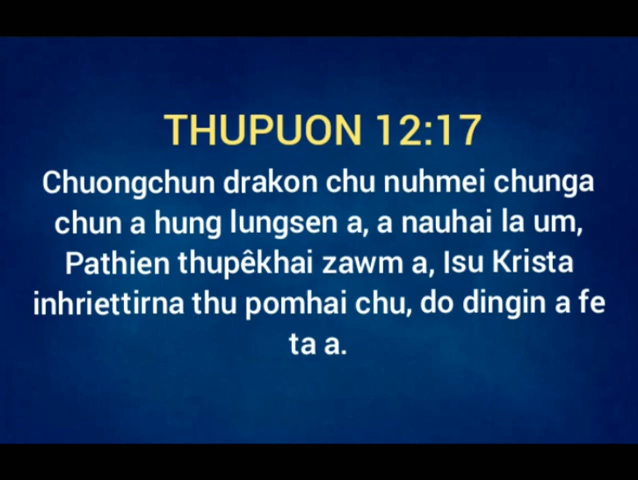 THUPUON 12:17
Chuongchun drakon chu nuhmei chunga
chun a hung lungsen a, a nauhai la um,
Pathien thupêkhai zawm a, Isu Krista
inhriettirna thu pomhai chu, do dingin a fe
ta a.